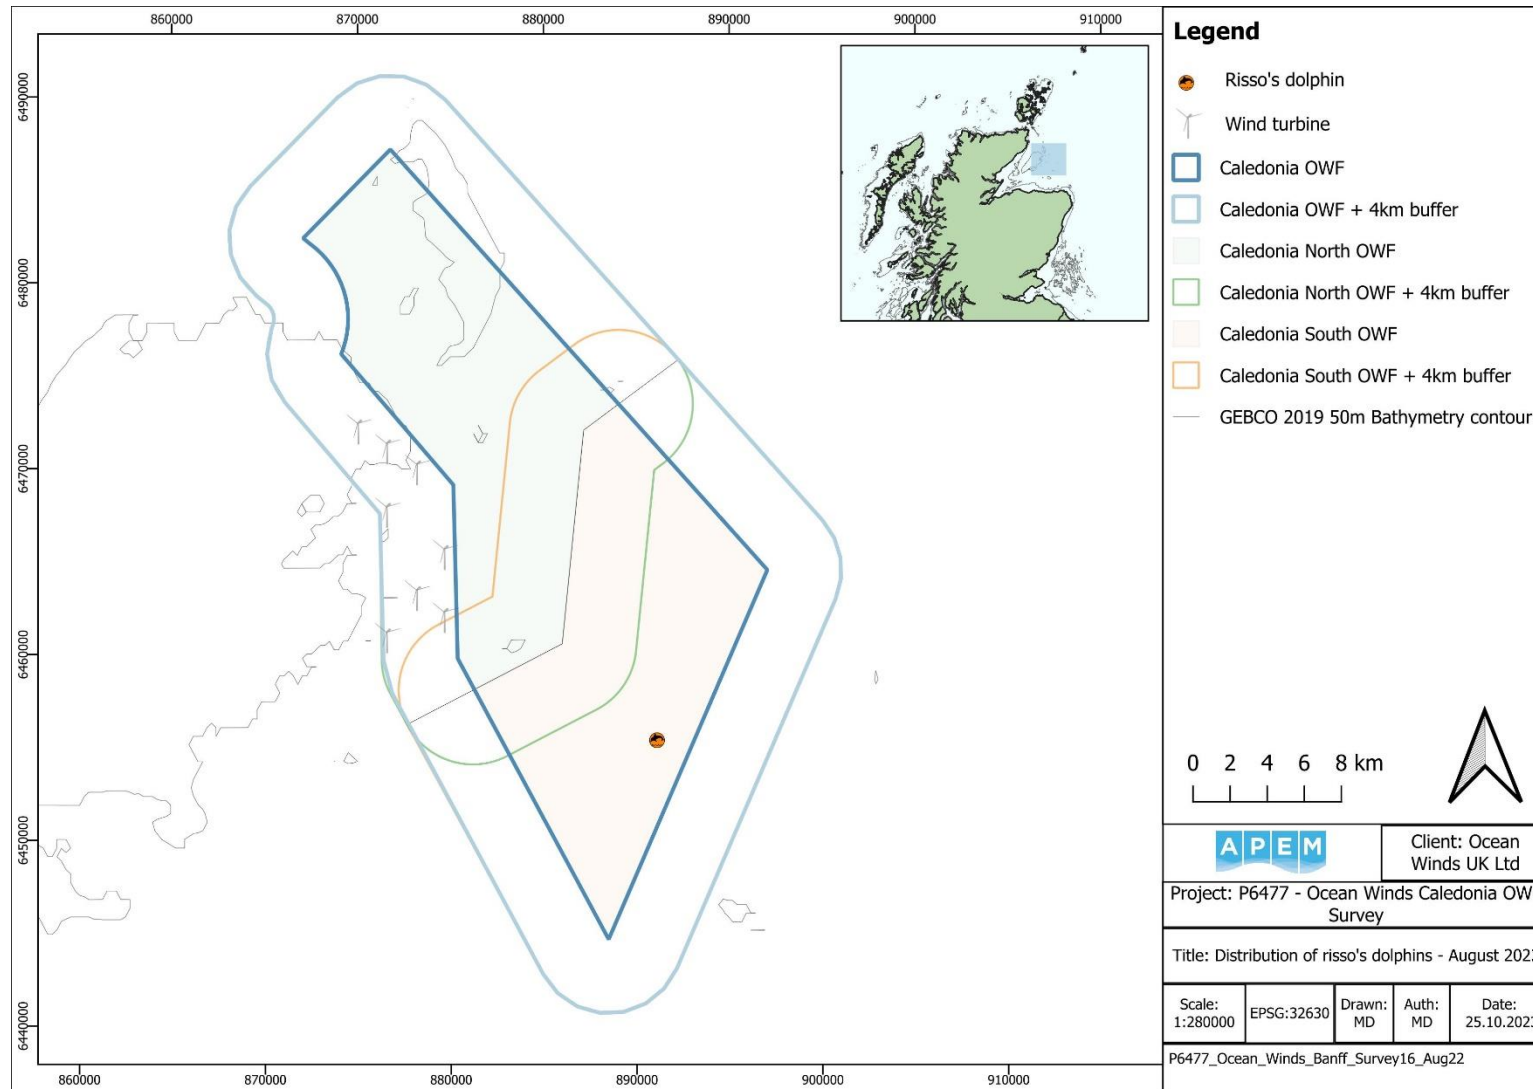 860000 870000 880000 890000 900000 910000
6490000
6480000
6470000
6460000
6450000
6440000
860000 870000 880000 890000 900000 910000
Legend
Risso's dolphin
Wind turbine
Caledonia OWF
Caledonia OWF + 4km buffer
Caledonia North OWF
Caledonia North OWF + 4km buffer
Caledonia South OWF
Caledonia South OWF + 4km buffer
GEBCO 2019 50m Bathymetry contour
0 2 4 6 8 km
APEM
Client: Ocean
Winds UK Ltd
Project: P6477 - Ocean Winds Caledonia OW
Survey
Title: Distribution of risso's dolphins - August 202
Scale:
1:280000
EPSG:32630
Drawn:
MD
Auth:
MD
Date:
25.10.202
P6477_Ocean_Winds_Banff_Survey16_Aug22